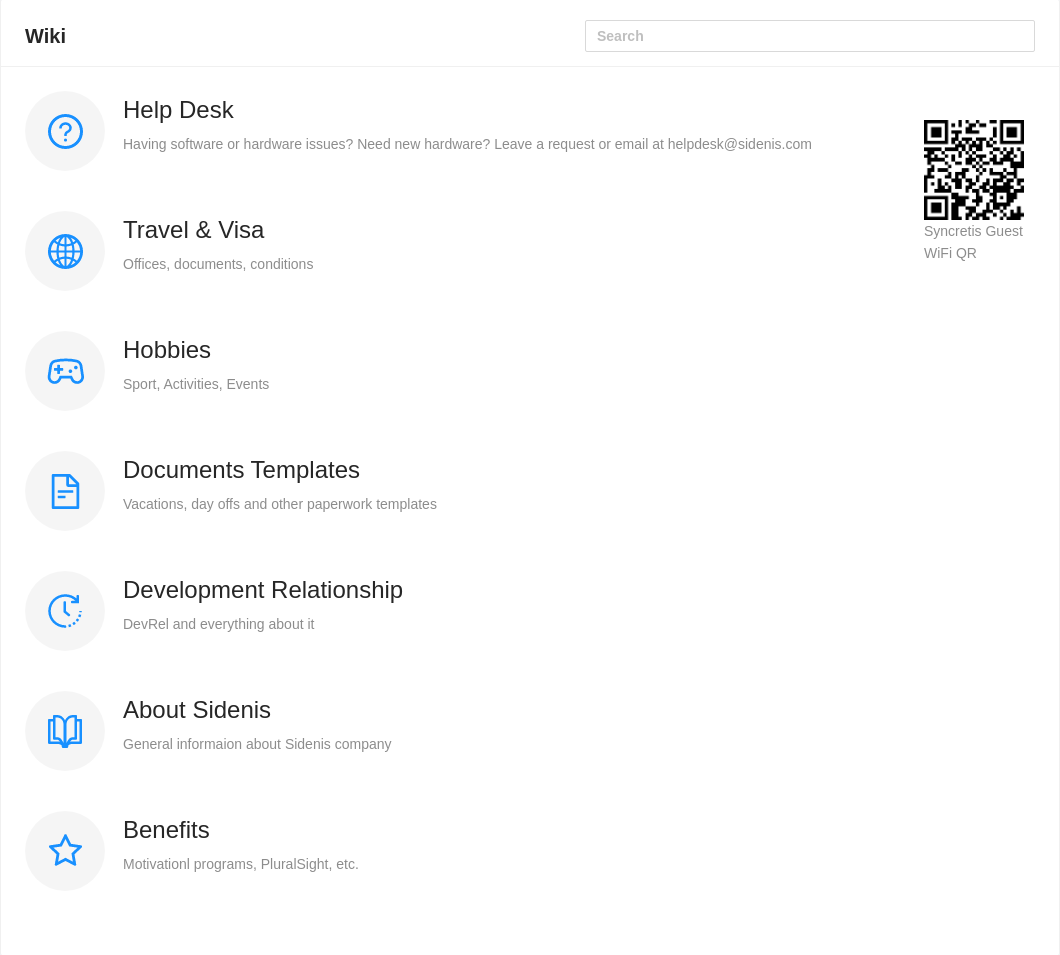 Wiki
Search
Help Desk
Having software or hardware issues? Need new hardware? Leave a request or email at helpdesk@sidenis.com
Syncretis Guest
WiFi QR
Travel & Visa
Offices, documents, conditions
Hobbies
Sport, Activities, Events
Documents Templates
Vacations, day offs and other paperwork templates
Development Relationship
DevRel and everything about it
About Sidenis
General informaion about Sidenis company
Benefits
Motivationl programs, PluralSight, etc.